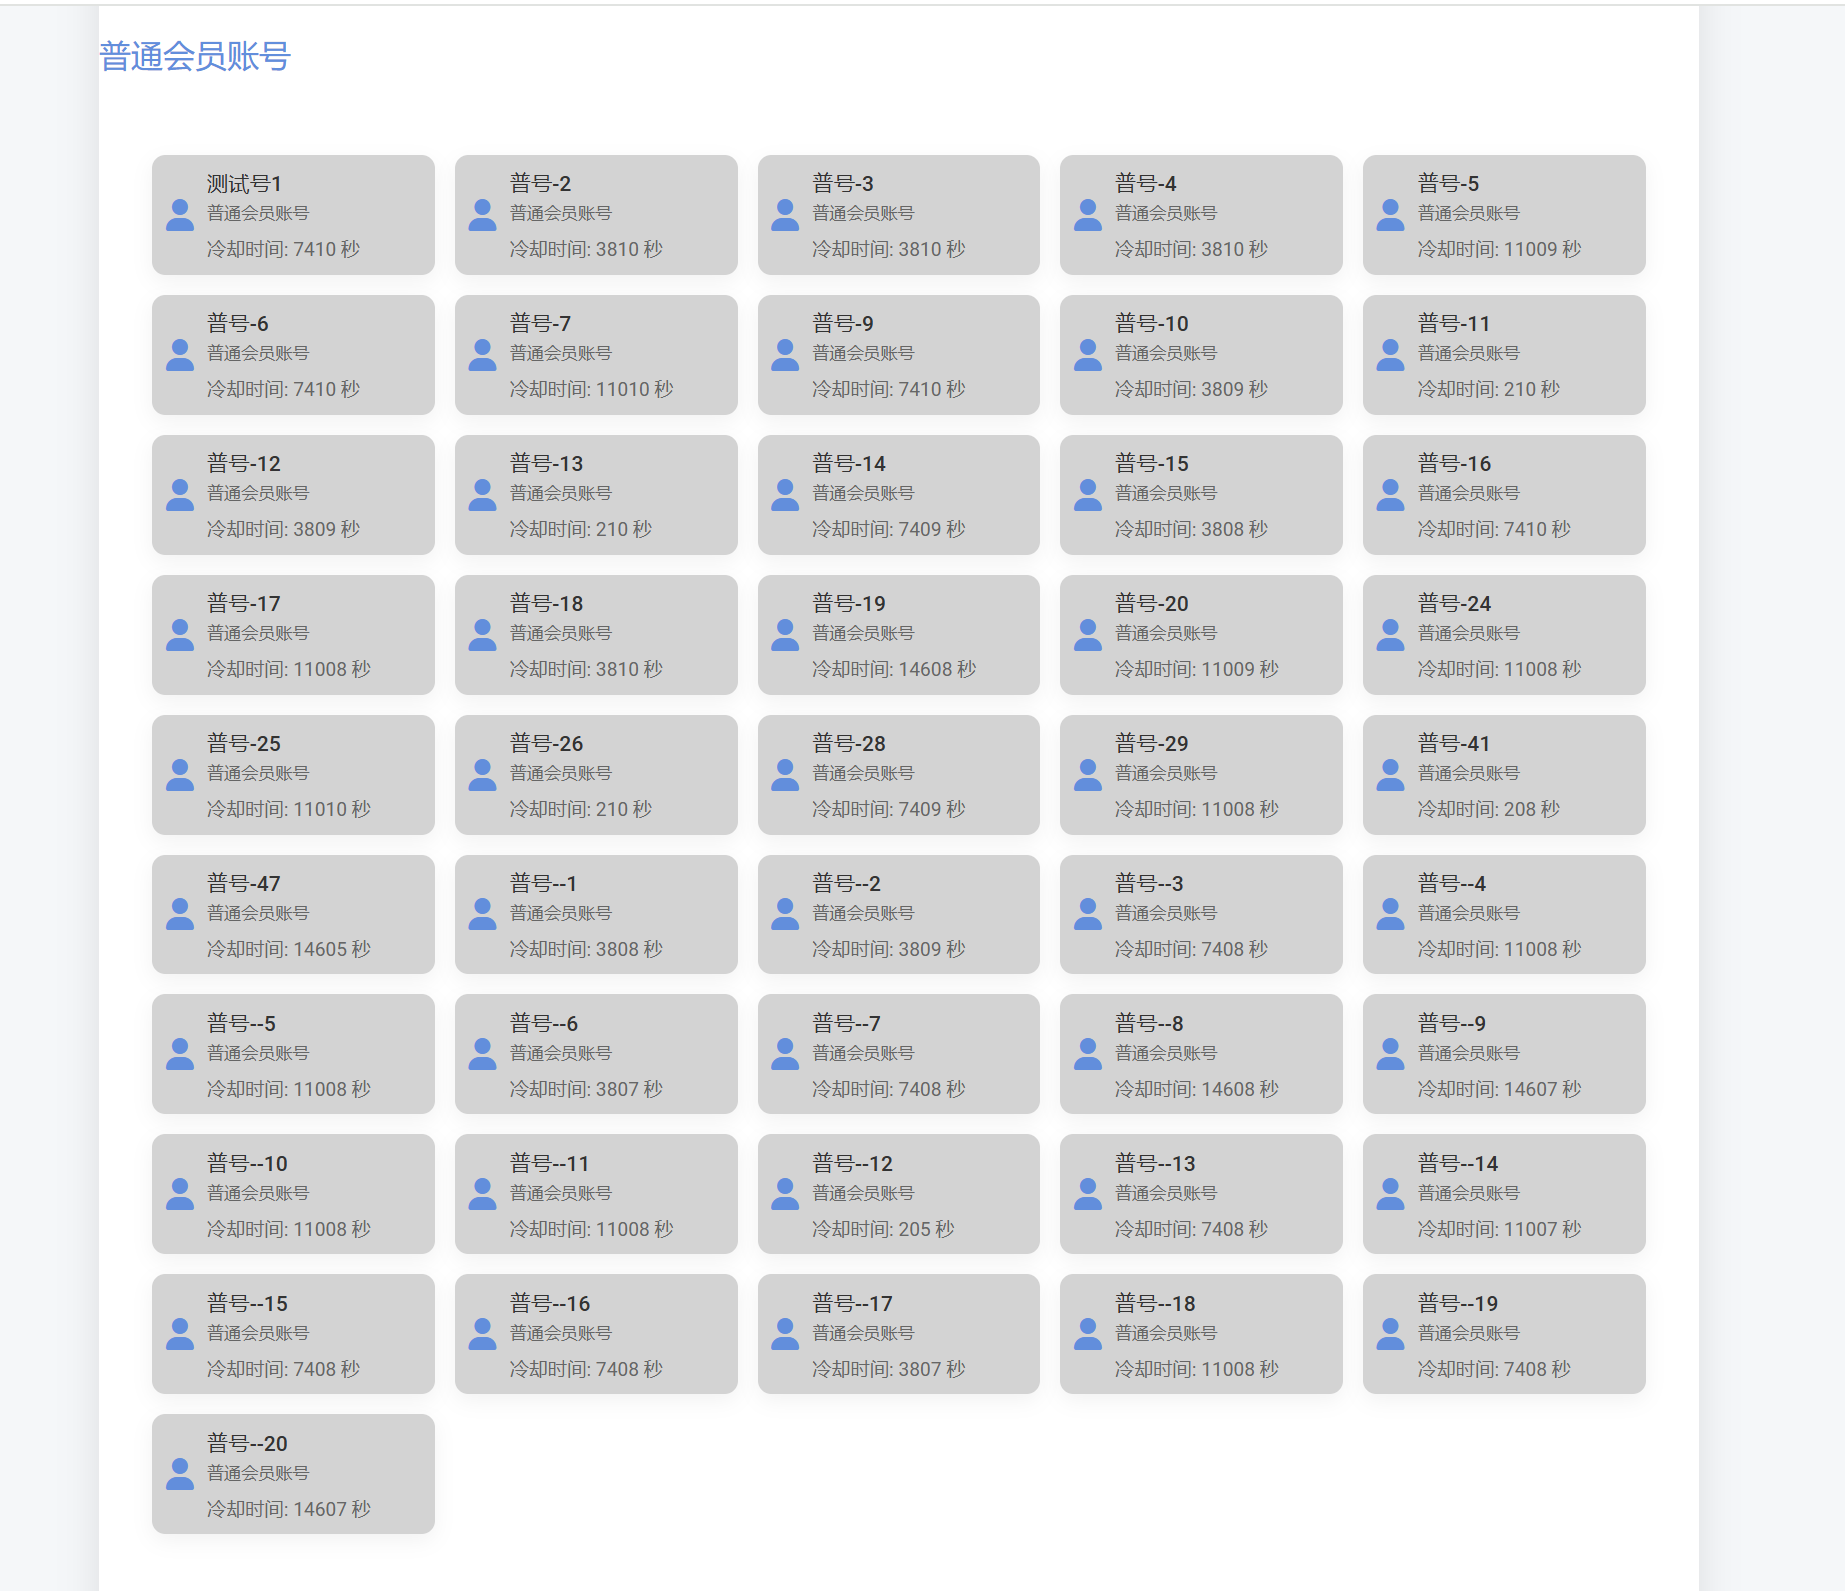 普通会员账号
测试号1
普通会员账号
冷却时间: 7410 秒
普号-2
普通会员账号
冷却时间: 3810 秒
普号-3
普通会员账号
冷却时间: 3810 秒
普号-4
普通会员账号
冷却时间: 3810 秒
普号-5
普通会员账号
冷却时间: 11009 秒
普号-6
普通会员账号
冷却时间: 7410 秒
普号-7
普通会员账号
冷却时间: 11010 秒
普号-9
普通会员账号
冷却时间: 7410 秒
普号-10
普通会员账号
冷却时间: 3809 秒
普号-11
普通会员账号
冷却时间: 210 秒
普号-12
普通会员账号
冷却时间: 3809 秒
普号-13
普通会员账号
冷却时间: 210 秒
普号-14
普通会员账号
冷却时间: 7409 秒
普号-15
普通会员账号
冷却时间: 3808 秒
普号-16
普通会员账号
冷却时间: 7410 秒
普号-17
普通会员账号
冷却时间: 11008 秒
普号-18
普通会员账号
冷却时间: 3810 秒
普号-19
普通会员账号
冷却时间: 14608 秒
普号-20
普通会员账号
冷却时间: 11009 秒
普号-24
普通会员账号
冷却时间: 11008 秒
普号-25
普通会员账号
冷却时间: 11010 秒
普号-26
普通会员账号
冷却时间: 210 秒
普号-28
普通会员账号
冷却时间: 7409 秒
普号-29
普通会员账号
冷却时间: 11008 秒
普号-41
普通会员账号
冷却时间: 208 秒
普号-47
普通会员账号
冷却时间: 14605 秒
普号--1
普通会员账号
冷却时间: 3808 秒
普号--2
普通会员账号
冷却时间: 3809 秒
普号--3
普通会员账号
冷却时间: 7408 秒
普号--4
普通会员账号
冷却时间: 11008 秒
普号--5
普通会员账号
冷却时间: 11008 秒
普号--6
普通会员账号
冷却时间: 3807 秒
普号--7
普通会员账号
冷却时间: 7408 秒
普号--8
普通会员账号
冷却时间: 14608 秒
普号--9
普通会员账号
冷却时间: 14607 秒
普号--10
普通会员账号
冷却时间: 11008 秒
普号--11
普通会员账号
冷却时间: 11008 秒
普号--12
普通会员账号
冷却时间: 205 秒
普号--13
普通会员账号
冷却时间: 7408 秒
普号--14
普通会员账号
冷却时间: 11007 秒
普号--15
普通会员账号
冷却时间: 7408 秒
普号--16
普通会员账号
冷却时间: 7408 秒
普号--17
普通会员账号
冷却时间: 3807 秒
普号--18
普通会员账号
冷却时间: 11008 秒
普号--19
普通会员账号
冷却时间: 7408 秒
普号--20
普通会员账号
冷却时间: 14607 秒